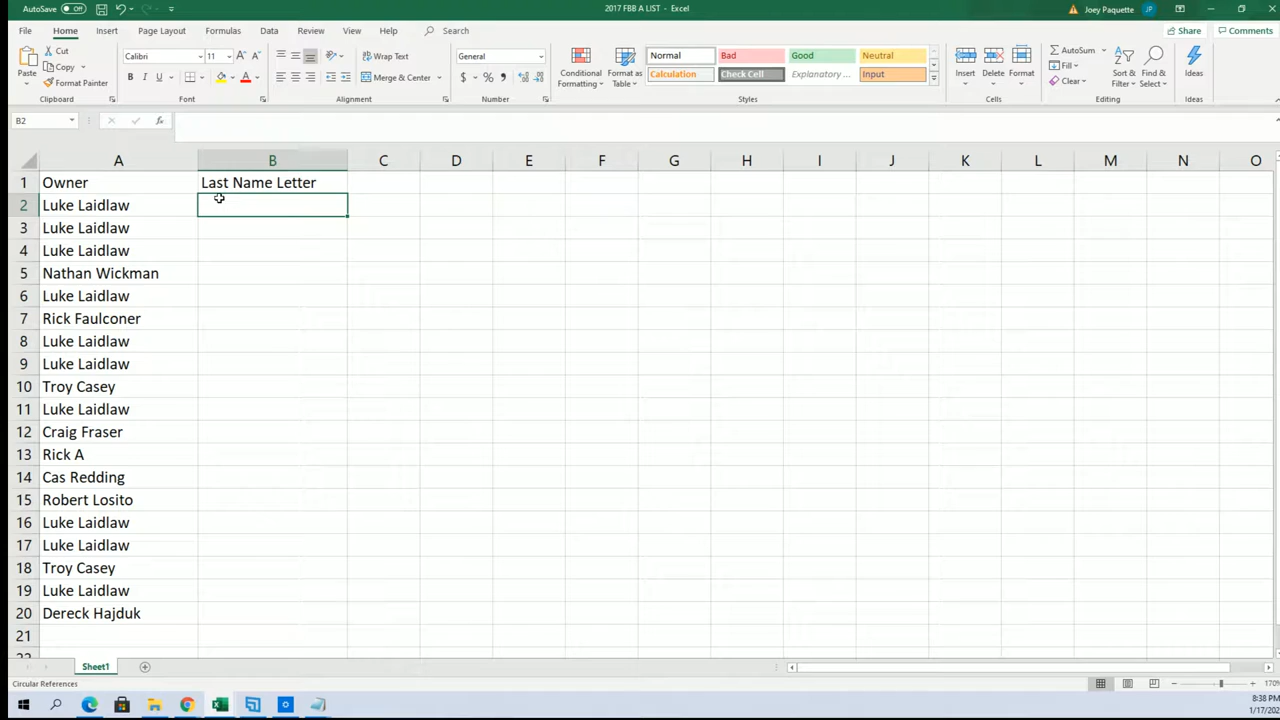 AutoSave Off 2017 FBB A LIST - Excel Joey Paquette JP
File Home Insert Page Layout Formulas Data Review View Help Search Share Comments
Cut Calibri 11 Wrap Text General Normal Bad Good Neutral AutoSum
Copy Calculation Check Cell Explanatory ... Input Fill
Paste Format Painter Merge & Center Conditional Formatting Format as Table Insert Delete Format Clear Sort & Filter Find & Select Ideas
Clipboard Font Alignment Number Styles Cells Editing Ideas
B2 fx
A B C D E F G H I J K L M N O
1 Owner Last Name Letter
2 Luke Laidlaw
3 Luke Laidlaw
4 Luke Laidlaw
5 Nathan Wickman
6 Luke Laidlaw
7 Rick Faulconer
8 Luke Laidlaw
9 Luke Laidlaw
10 Troy Casey
11 Luke Laidlaw
12 Craig Fraser
13 Rick A
14 Cas Redding
15 Robert Losito
16 Luke Laidlaw
17 Luke Laidlaw
18 Troy Casey
19 Luke Laidlaw
20 Dereck Hajduk
21
Sheet1
Circular References 170%
8:38 PM
1/17/202